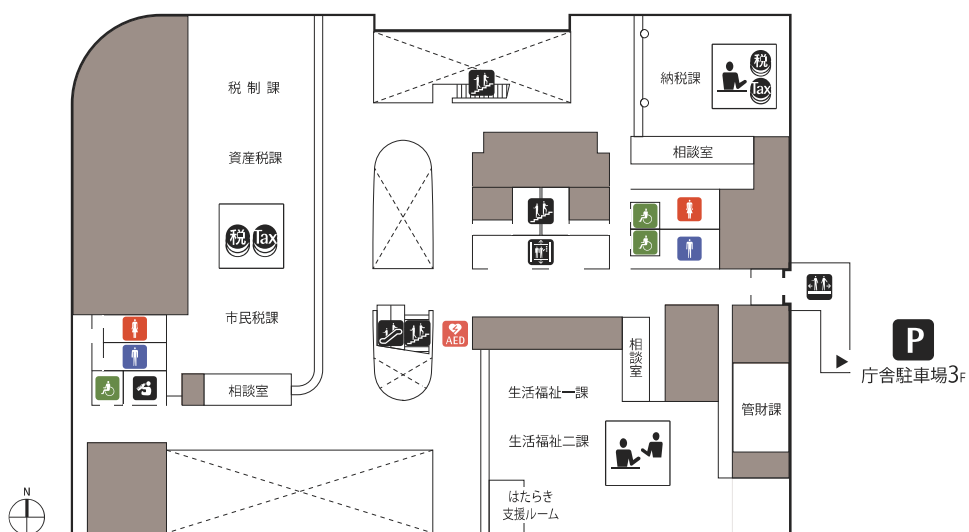 税制課
納税課
税
Tax
相談室
資産税課
税 Tax
市民税課
AED
相談室
P
庁舎駐車場3F
相談室
生活福祉一課
管財課
生活福祉二課
はたらき
支援ルーム
N